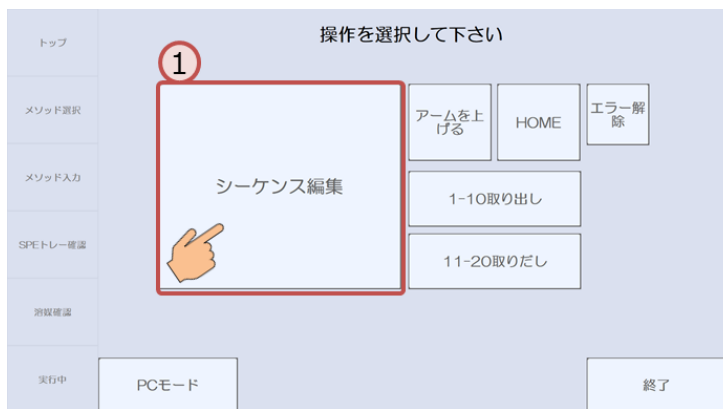 操作を選択して下さい
トップ
メソッド選択
メソッド入力
SPEトレー確認
溶媒確認
実行中
1
シーケンス編集
アームを上
げる
HOME
エラー解
除
1-10取り出し
11-20取りだし
PCモード
終了